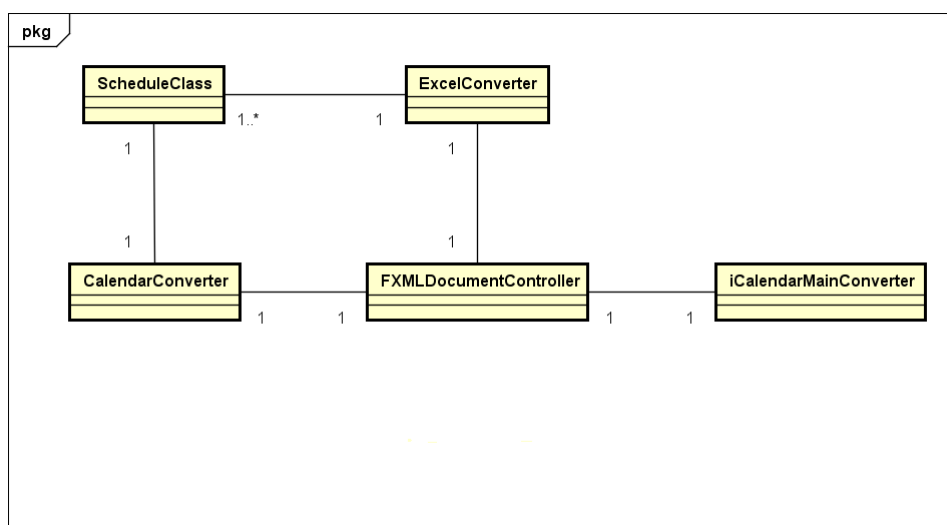 pkg
ScheduleClass
ExcelConverter
1..*
1
1
1
1
1
CalendarConverter
FXMLDocumentController
iCalendarMainConverter
1
1
1
1